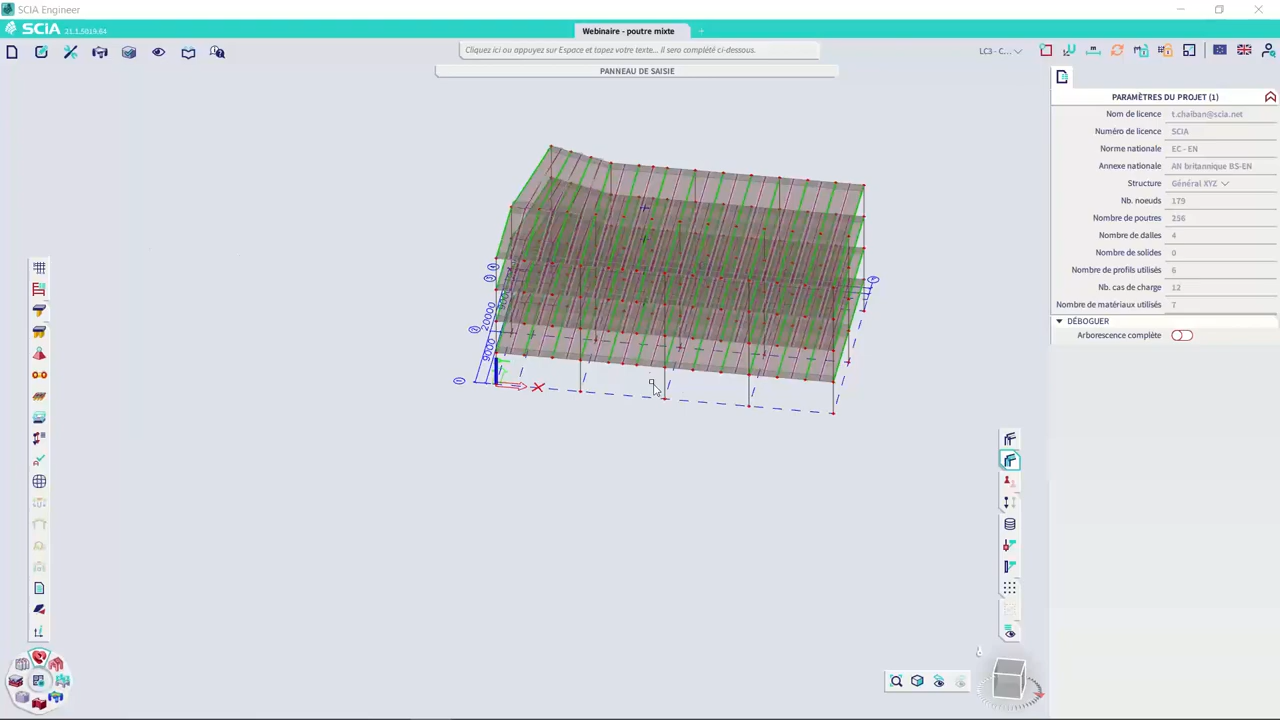 SCIA Engineer
SCIA 21.1.5019.64
Webinaire - poutre mixte
Cliquez ici ou appuyez sur Espace et tapez votre texte... il sera complété ci-dessous.
LC3 - C...
PANNEAU DE SAISIE
PARAMÈTRES DU PROJET (1)
Nom de licence t.chaiban@scia.net
Numéro de licence SCIA
Norme nationale EC - EN
Annexe nationale AN britannique BS-EN
Structure Général XYZ
Nb. noeuds 179
Nombre de poutres 256
Nombre de dalles 4
Nombre de solides 0
Nombre de profils utilisés 6
Nb. cas de charge 12
Nombre de matériaux utilisés 7
DÉBOGUER
Arborescence complète
20000
9000